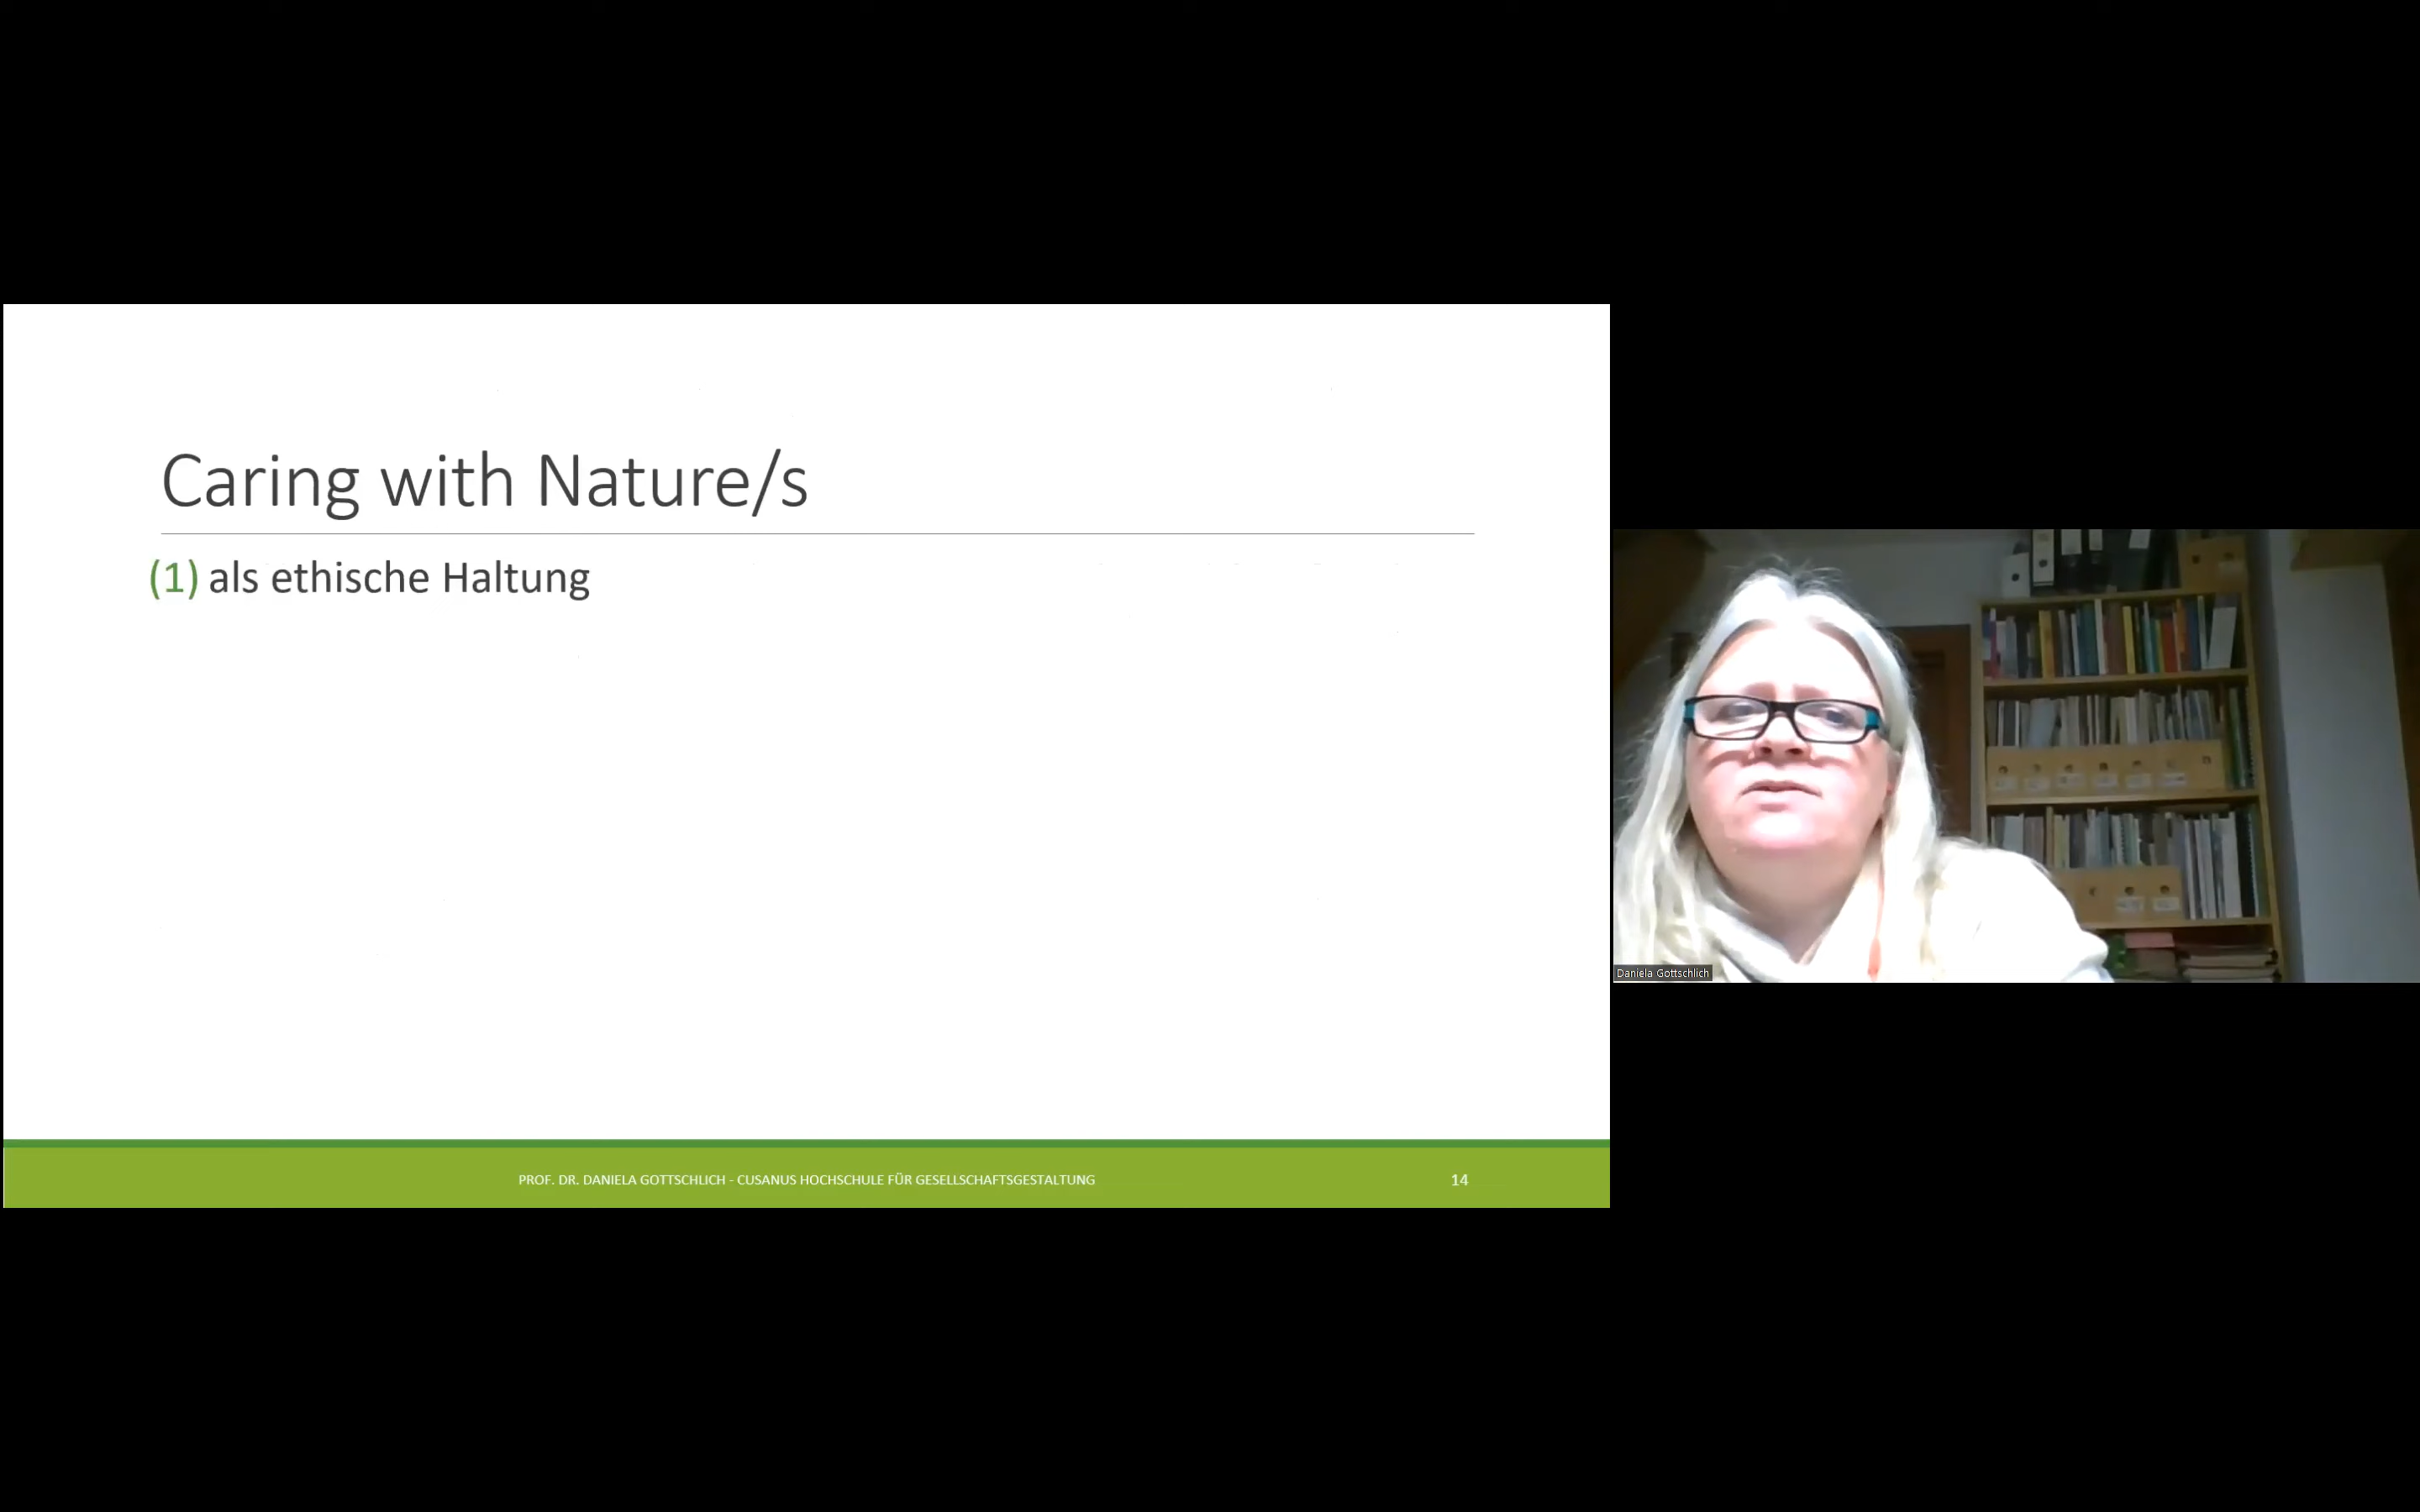 Caring with Nature/s
(1) als ethische Haltung
Daniela Gottschlich
PROF. DR. DANIELA GOTTSCHLICH - CUSANUS HOCHSCHULE FÜR GESELLSCHAFTSGESTALTUNG
14